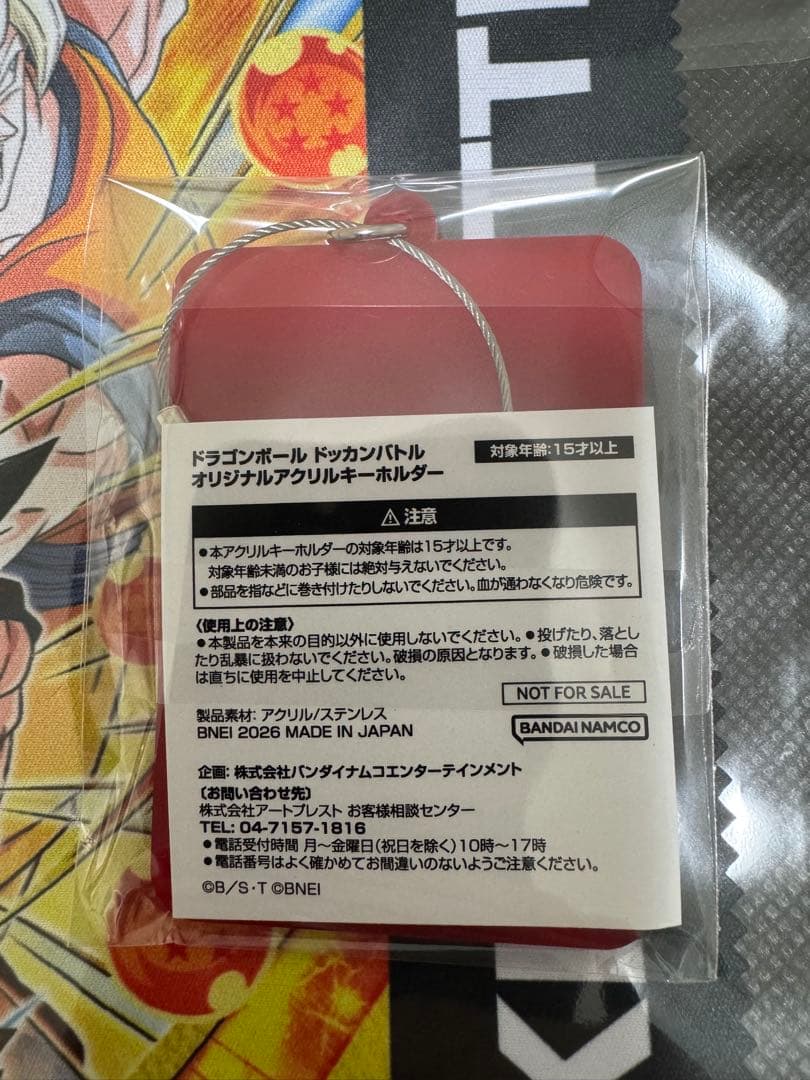 ドラゴンボール ドッカンバトル
オリジナルアクリルキーホルダー
対象年齢:15才以上
⚠注意
●本アクリルキーホルダーの対象年齢は15才以上です。
対象年齢未満のお子様には絶対与えないでください。
●部品を指などに巻き付けたりしないでください。血が通わなくなり危険です。
〈使用上の注意〉
●本製品を本来の目的以外に使用しないでください。●投げたり、落とし
たり乱暴に扱わないでください。破損の原因となります。●破損した場合
は直ちに使用を中止してください。
NOT FOR SALE
製品素材: アクリル/ステンレス
BNEI 2026 MADE IN JAPAN
BANDAI NAMCO
企画: 株式会社バンダイナムコエンターテインメント
〔お問い合わせ先〕
株式会社アートプレスト お客様相談センター
TEL: 04-7157-1816
●電話受付時間 月〜金曜日(祝日を除く)10時〜17時
●電話番号はよく確かめてお間違いのないようご注意ください。
©B/S・T ©BNEI